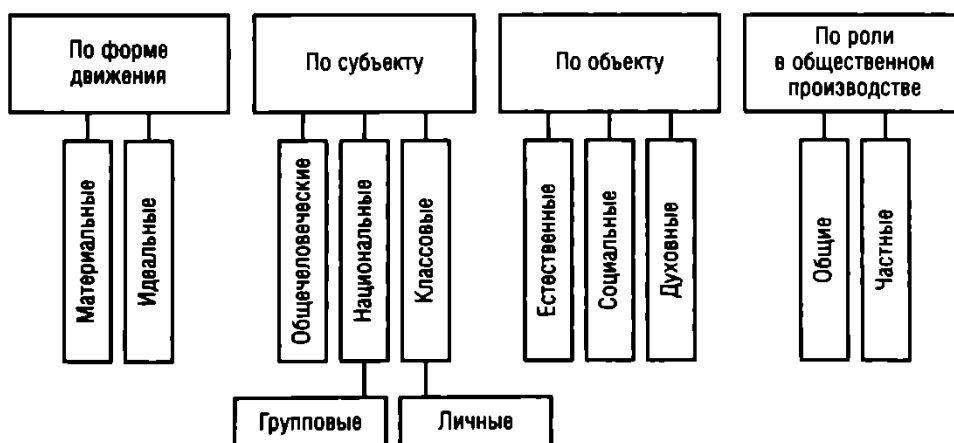 По форме
движения
По субъекту
По объекту
По роли
в общественном
производстве
Материальные
Идеальные
Общечеловеческие
Национальные
Классовые
Естественные
Социальные
Духовные
Общие
Частные
Групповые
Личные